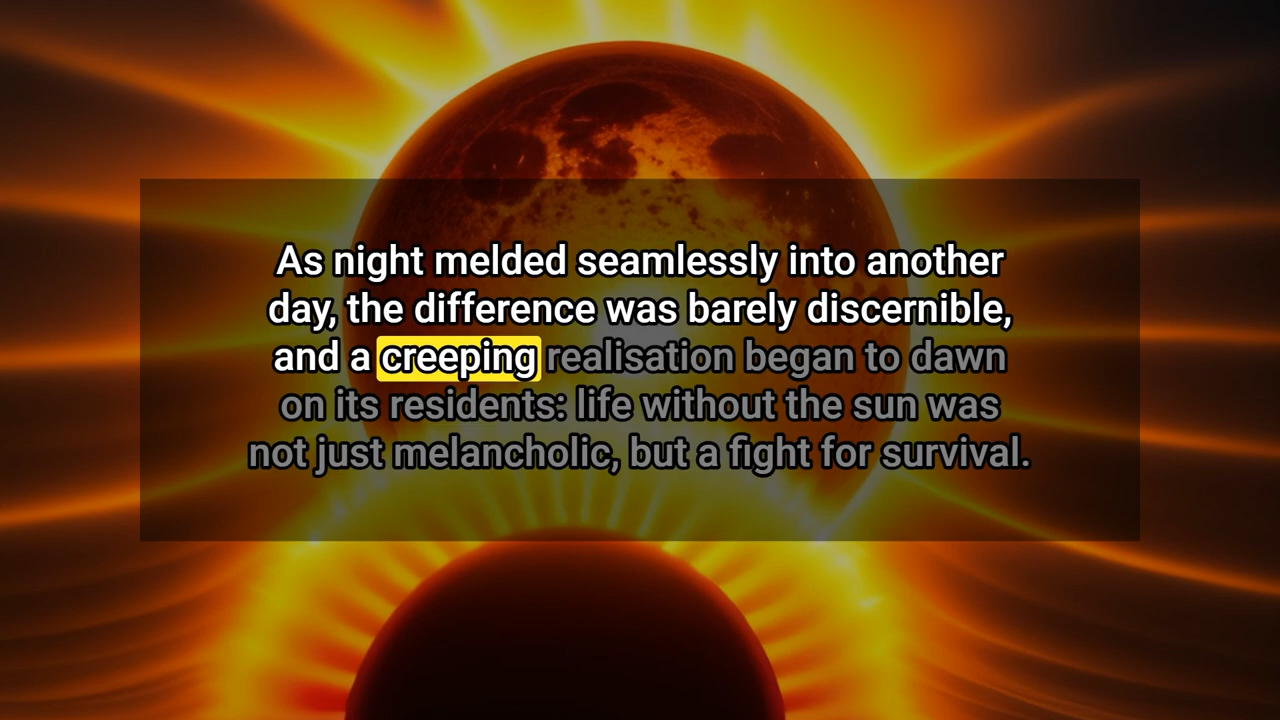 As night melded seamlessly into another
day, the difference was barely discernible,
and a creeping realisation began to dawn
on its residents: life without the sun was
not just melancholic, but a fight for survival.